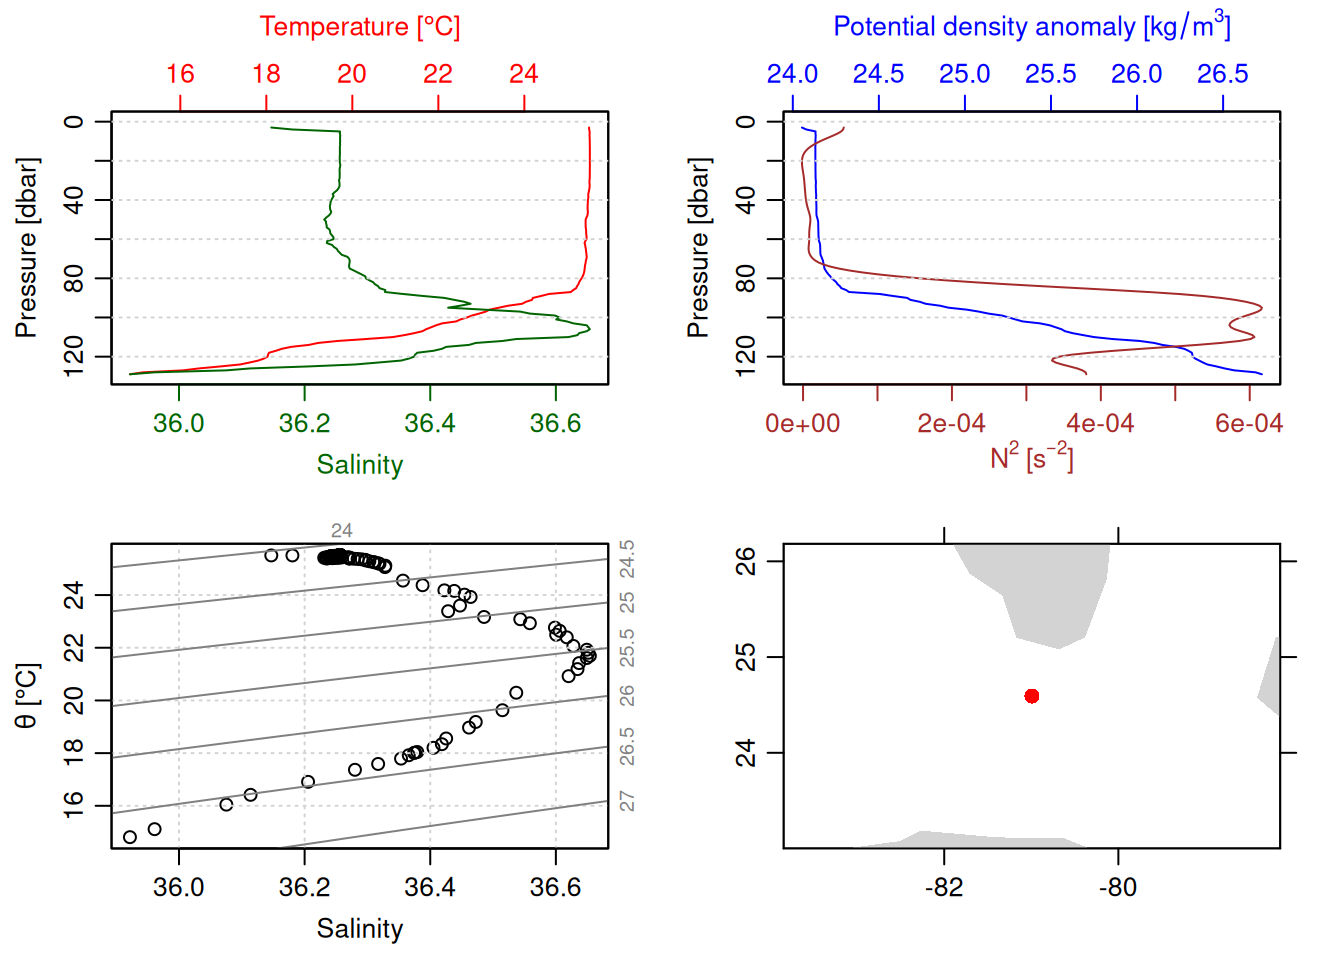 Temperature [°C]
16 18 20 22 24
Pressure [dbar]
0 40 80 120
36.0 36.2 36.4 36.6
Salinity
Potential density anomaly [kg/m³]
24.0 24.5 25.0 25.5 26.0 26.5
Pressure [dbar]
0 40 80 120
0e+00 2e-04 4e-04 6e-04
N² [s⁻²]
24
24.5
25
25.5
26
26.5
27
θ [°C]
24 22 20 18 16
36.0 36.2 36.4 36.6
Salinity
26 25 24
-82 -80